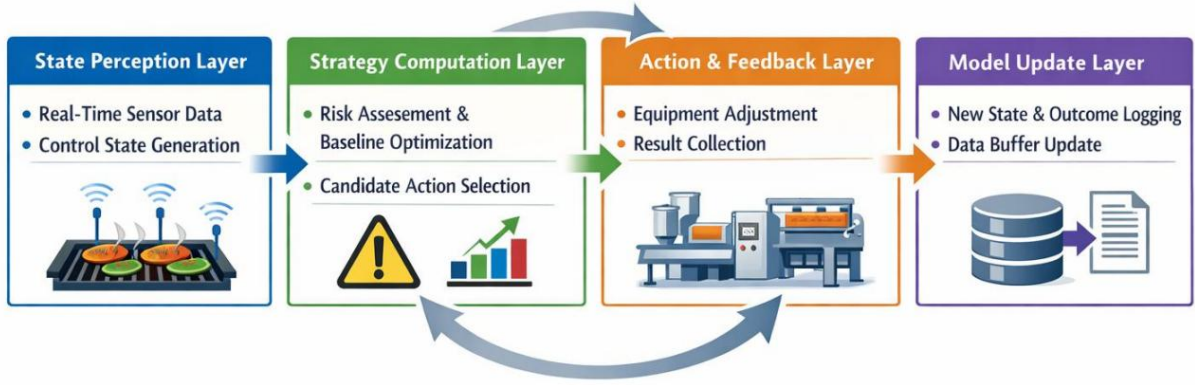 State Perception Layer
• Real-Time Sensor Data
• Control State Generation
Strategy Computation Layer
• Risk Assesment &
Baseline Optimization
• Candidate Action Selection
Action & Feedback Layer
• Equipment Adjustment
• Result Collection
Model Update Layer
• New State & Outcome Logging
• Data Buffer Update